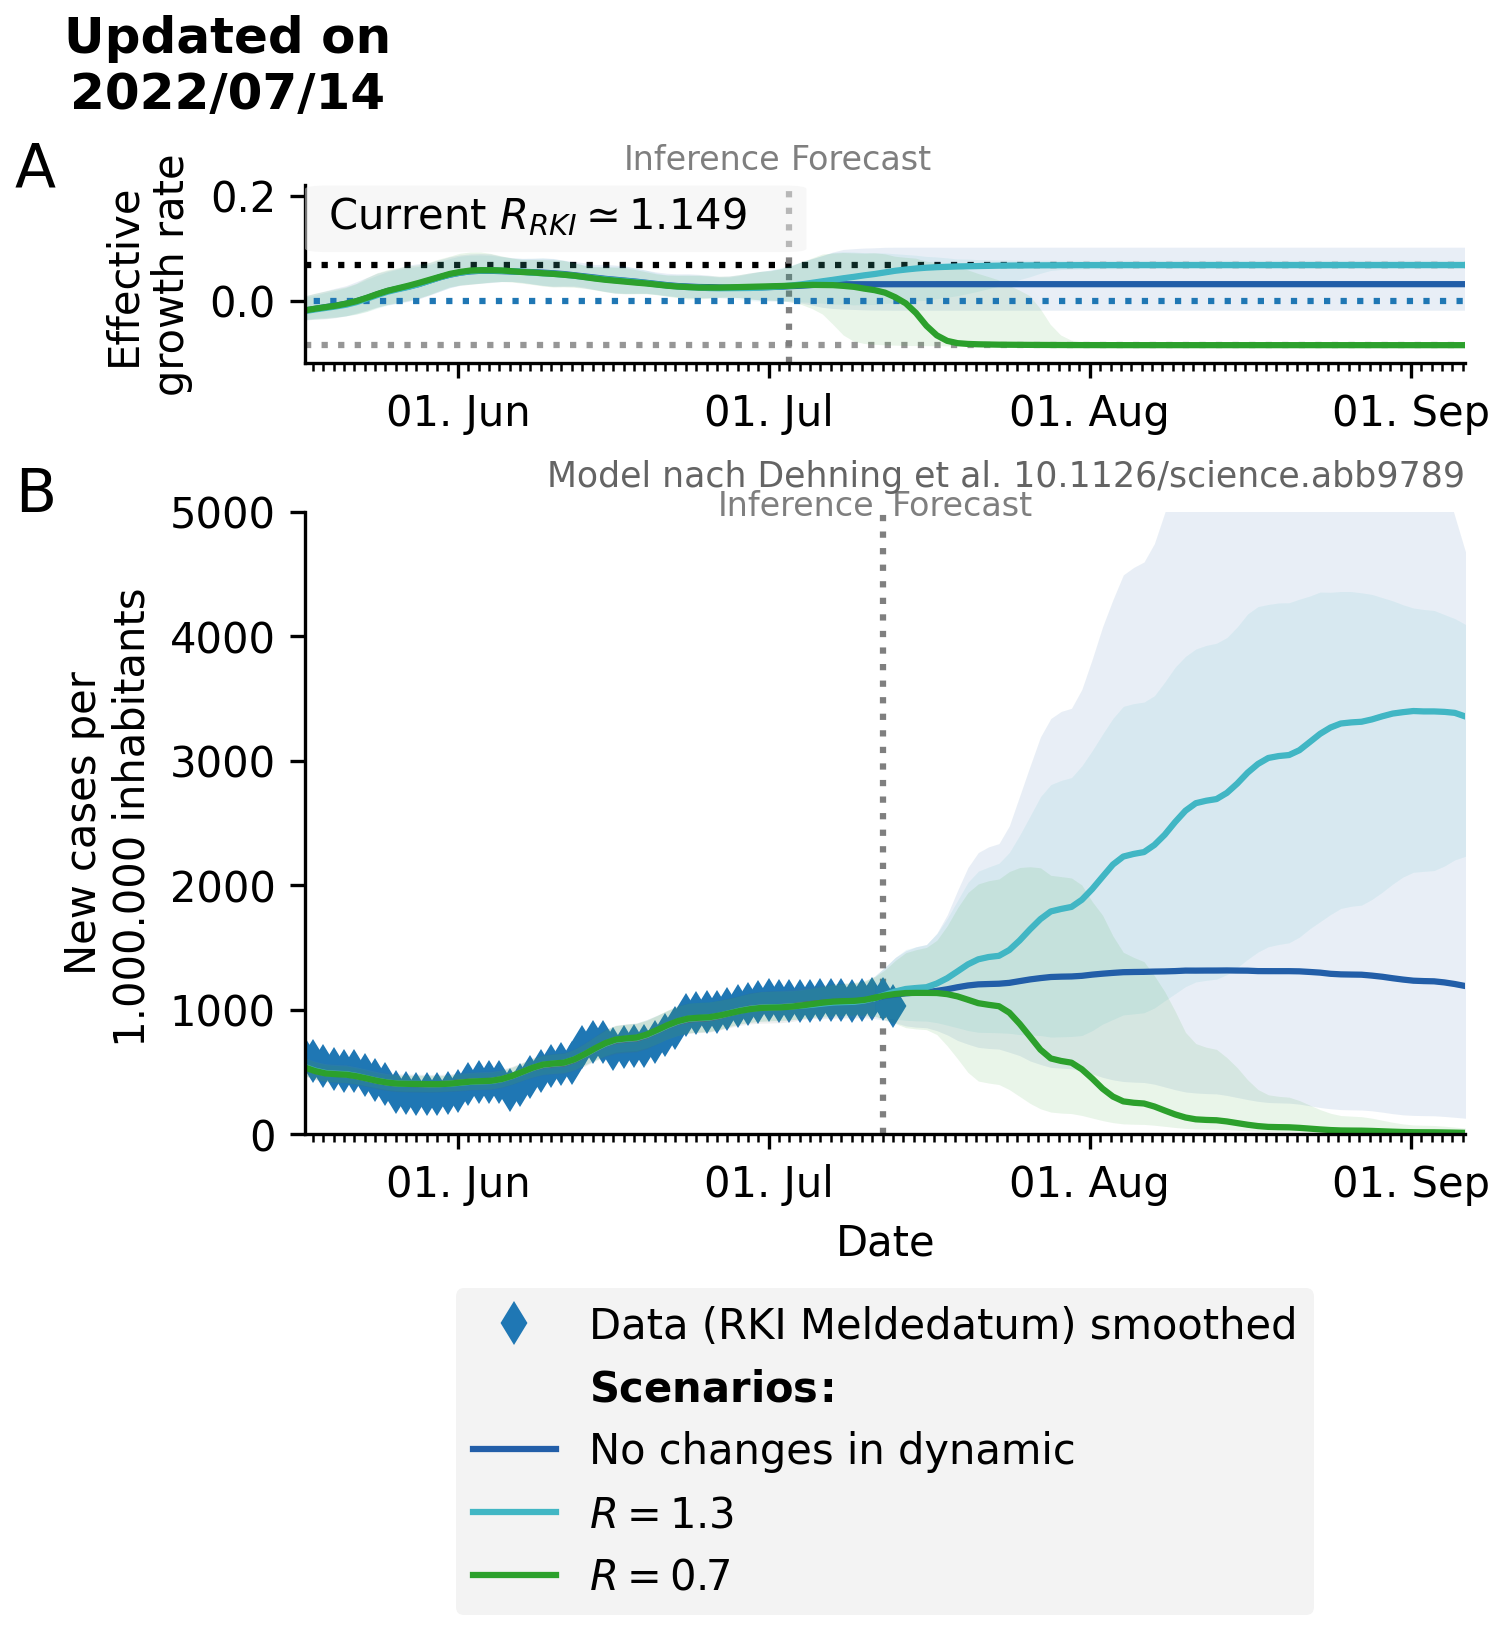 Updated on
2022/07/14
A
Inference Forecast
Effective
growth rate
0.2
0.0
Current R_RKI ≃ 1.149
01. Jun
01. Jul
01. Aug
01. Sep
B
Model nach Dehning et al. 10.1126/science.abb9789
Inference Forecast
New cases per
1.000.000 inhabitants
5000
4000
3000
2000
1000
0
01. Jun
01. Jul
01. Aug
01. Sep
Date
Data (RKI Meldedatum) smoothed
Scenarios:
No changes in dynamic
R = 1.3
R = 0.7